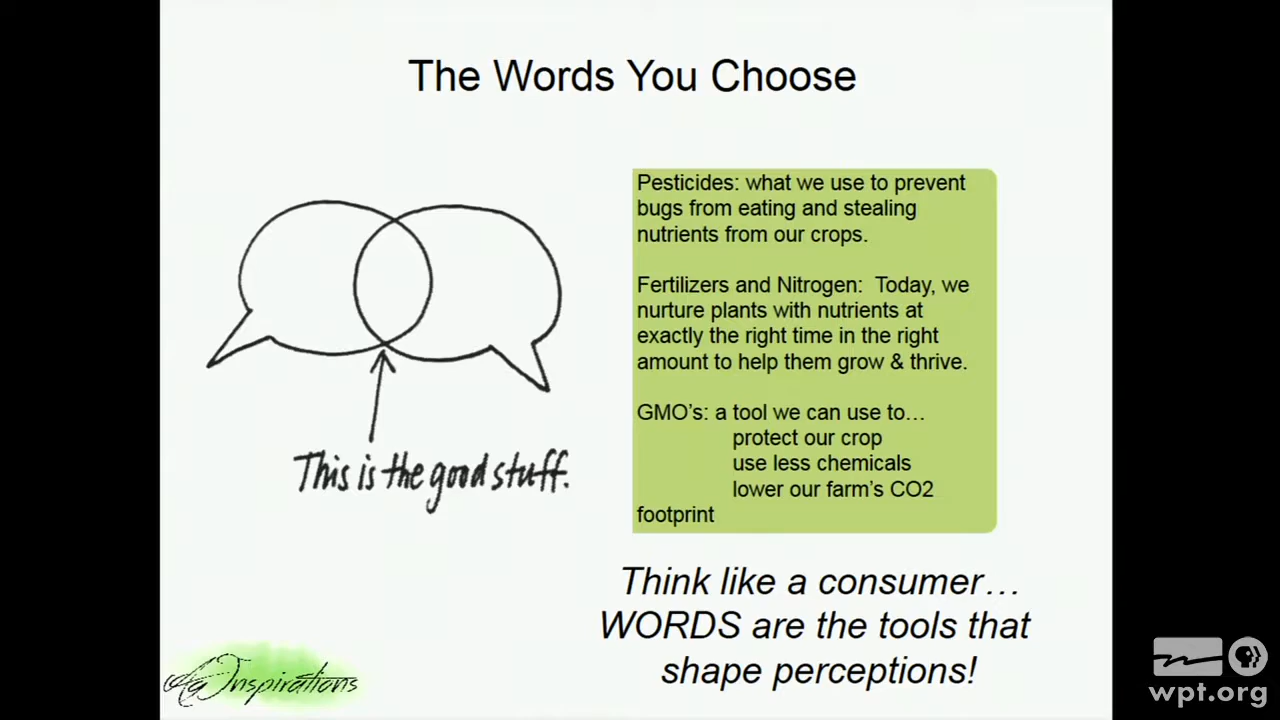 The Words You Choose
Pesticides: what we use to prevent
bugs from eating and stealing
nutrients from our crops.
Fertilizers and Nitrogen:  Today, we
nurture plants with nutrients at
exactly the right time in the right
amount to help them grow & thrive.
GMO's: a tool we can use to…
protect our crop
use less chemicals
lower our farm's CO2
footprint
This is the good stuff.
Think like a consumer…
WORDS are the tools that
shape perceptions!
AgInspirations
PBS
wpt.org